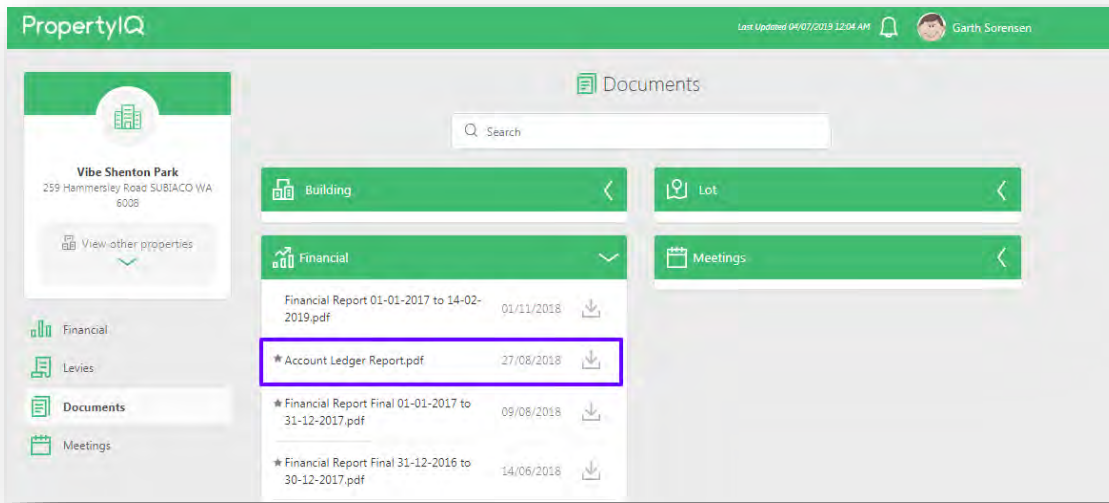 PropertyIQ
Last Updated 04/07/2019 12:04 AM
Garth Sorensen
Vibe Shenton Park
259 Hammersley Road SUBIACO WA
6008
View other properties
Financial
Levies
Documents
Meetings
Documents
Search
Building
Lot
Financial
Meetings
Financial Report 01-01-2017 to 14-02-
2019.pdf
01/11/2018
Account Ledger Report.pdf
27/08/2018
Financial Report Final 01-01-2017 to
31-12-2017.pdf
09/08/2018
Financial Report Final 31-12-2016 to
30-12-2017.pdf
14/06/2018